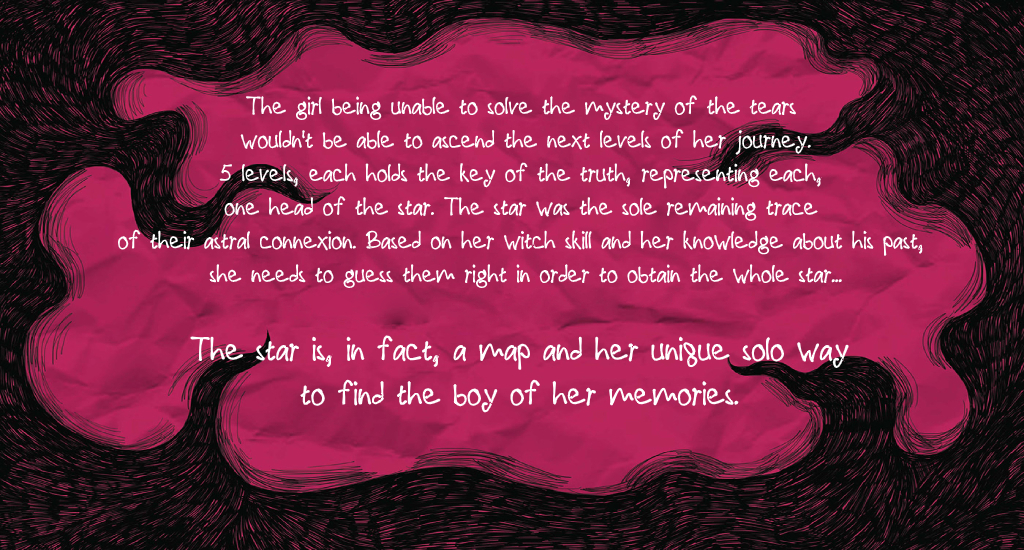 The girl being unable to solve the mystery of the tears
wouldn't be able to ascend the next levels of her journey.
5 levels, each holds the key of the truth, representing each,
one head of the star. The star was the sole remaining trace
of their astral connexion. Based on her witch skill and her knowledge about his past,
she needs to guess them right in order to obtain the whole star...
The star is, in fact, a map and her unique solo way
to find the boy of her memories.